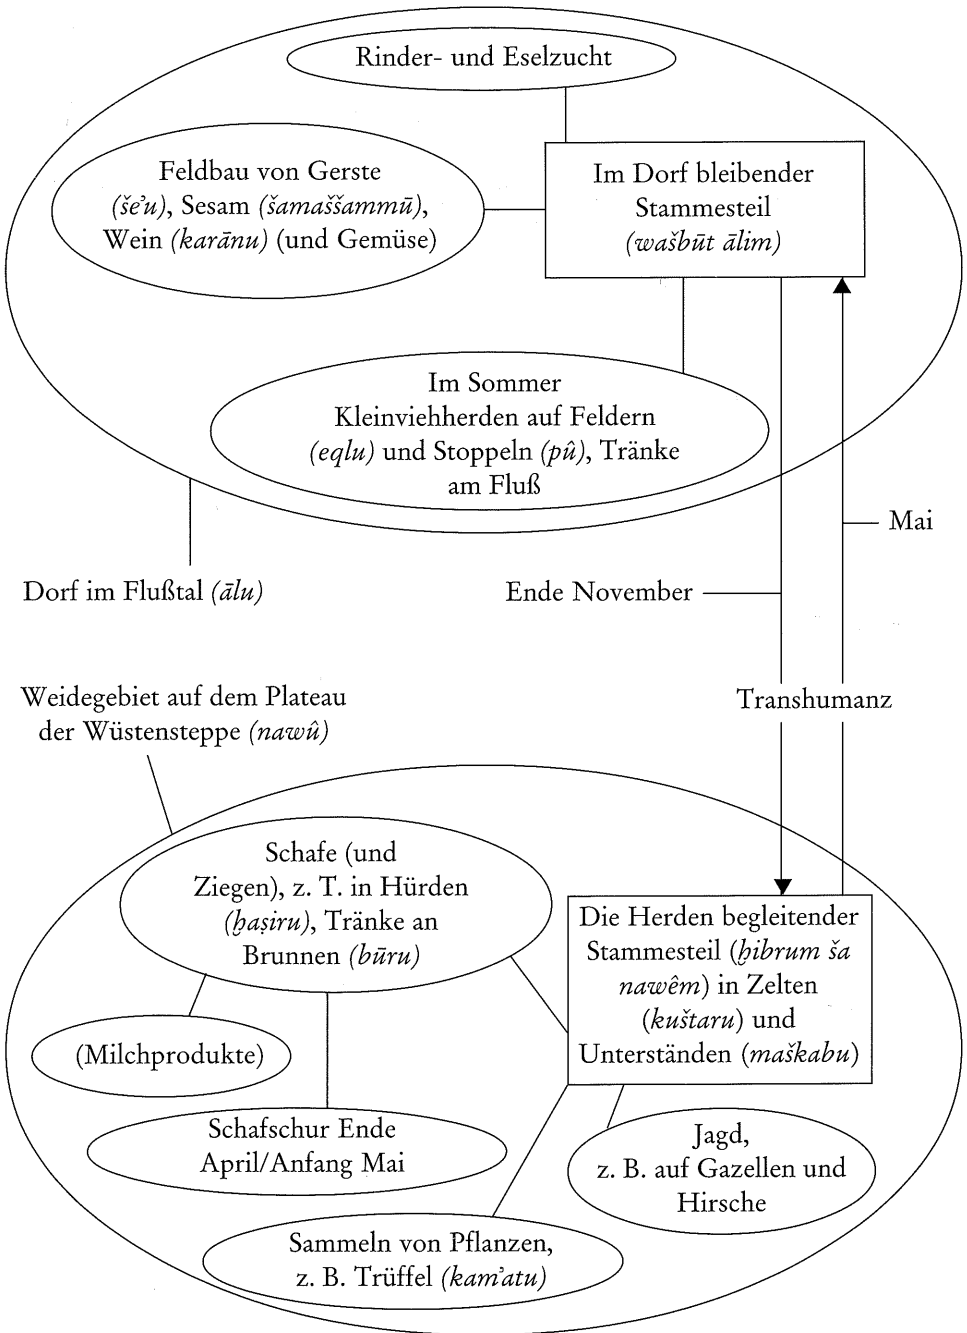 Rinder- und Eselzucht
Feldbau von Gerste
(še’u), Sesam (šamaššammū),
Wein (karānu) (und Gemüse)
Im Dorf bleibender
Stammesteil
(wašbūt ālim)
Im Sommer
Kleinviehherden auf Feldern
(eqlu) und Stoppeln (pû), Tränke
am Fluß
Mai
Dorf im Flußtal (ālu)
Ende November
Weidegebiet auf dem Plateau
der Wüstensteppe (nawû)
Transhumanz
Schafe (und
Ziegen), z. T. in Hürden
(ḫaṣiru), Tränke an
Brunnen (būru)
Die Herden begleitender
Stammesteil (ḫibrum ša
nawêm) in Zelten
(kuštaru) und
Unterständen (maškabu)
(Milchprodukte)
Schafschur Ende
April/Anfang Mai
Jagd,
z. B. auf Gazellen und
Hirsche
Sammeln von Pflanzen,
z. B. Trüffel (kam’atu)